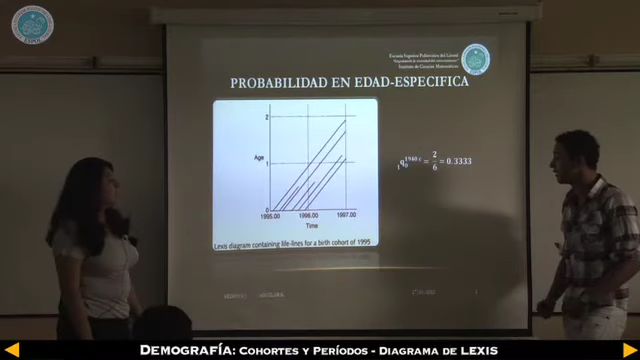 ESPOL
Escuela Superior Politécnica del Litoral
Instituto de Ciencias Matemáticas
PROBABILIDAD EN EDAD-ESPECIFICA
2
Age
1
0
1995.00 1996.00 1997.00
Time
Lexis diagram containing life-lines for a birth cohort of 1995
₁q₀¹⁹⁴⁰ ᶜ = 2/6 = 0.3333
DEMOGRAFÍA: COHORTES Y PERÍODOS - DIAGRAMA DE LEXIS